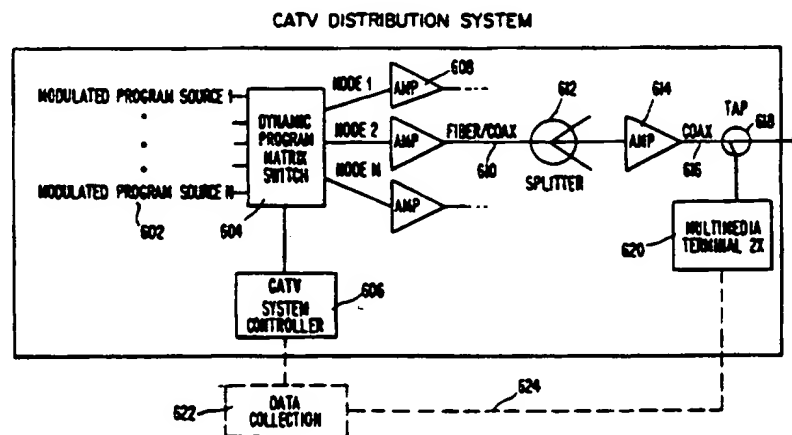 CATV DISTRIBUTION SYSTEM
MODULATED PROGRAM SOURCE 1
MODULATED PROGRAM SOURCE N
602
DYNAMIC
PROGRAM
MATRIX
SWITCH
604
NODE 1
NODE 2
NODE N
AMP
608
AMP
AMP
FIBER/COAX
610
612
SPLITTER
614
AMP
COAX
616
TAP
618
MULTIMEDIA
TERMINAL 2X
620
CATV
SYSTEM
CONTROLLER
606
DATA
COLLECTION
622
624